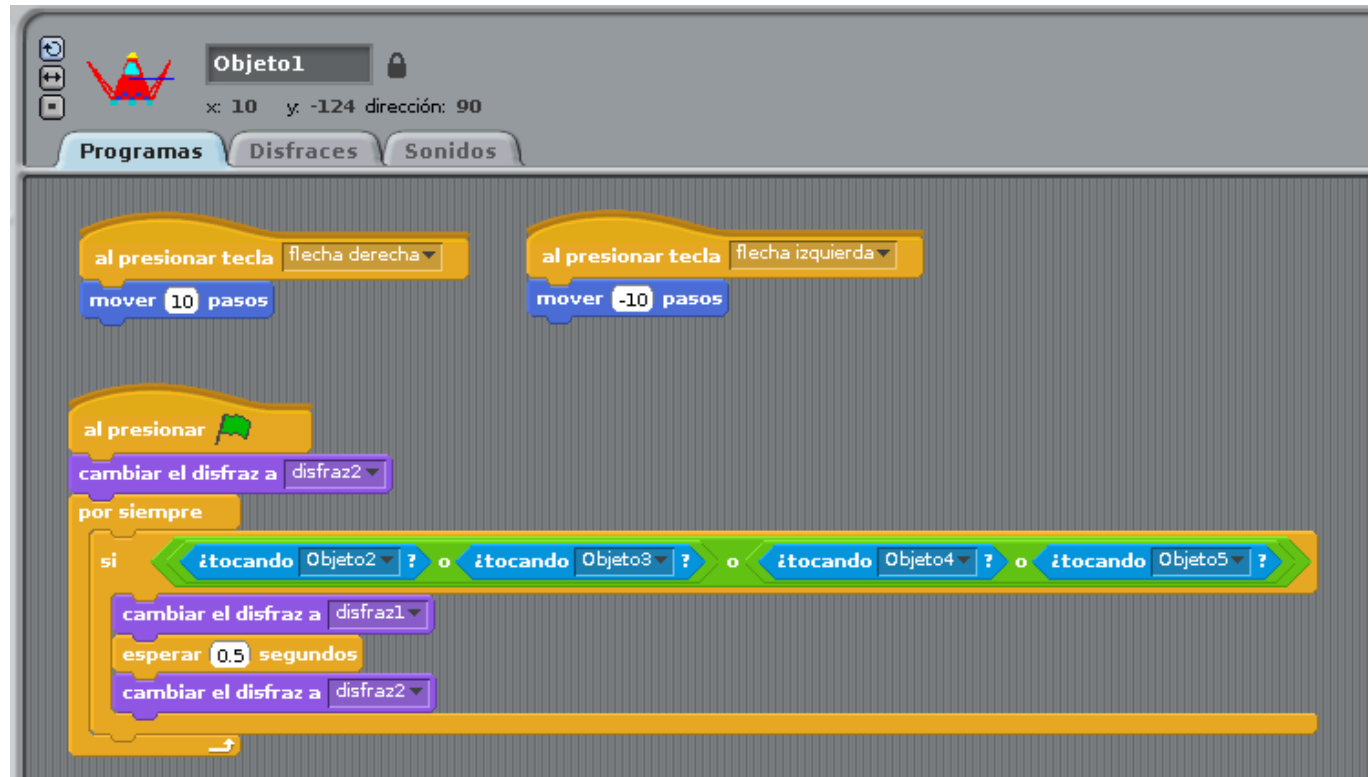 Objeto1
x: 10 y: -124 dirección: 90
Programas Disfraces Sonidos
al presionar tecla flecha derecha
mover 10 pasos
al presionar tecla flecha izquierda
mover -10 pasos
al presionar
cambiar el disfraz a disfraz2
por siempre
si ¿tocando Objeto2 ? o ¿tocando Objeto3 ? o ¿tocando Objeto4 ? o ¿tocando Objeto5 ?
cambiar el disfraz a disfraz1
esperar 0.5 segundos
cambiar el disfraz a disfraz2